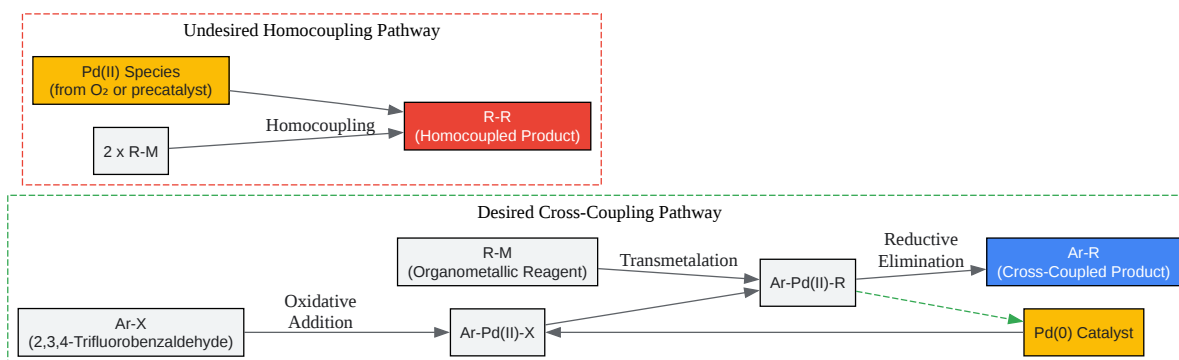 Undesired Homocoupling Pathway
Pd(II) Species
(from O₂ or precatalyst)
2 x R-M
Homocoupling
R-R
(Homocoupled Product)
Desired Cross-Coupling Pathway
R-M
(Organometallic Reagent)
Transmetalation
Reductive
Elimination
Ar-R
(Cross-Coupled Product)
Ar-Pd(II)-R
Ar-X
(2,3,4-Trifluorobenzaldehyde)
Oxidative
Addition
Ar-Pd(II)-X
Pd(0) Catalyst